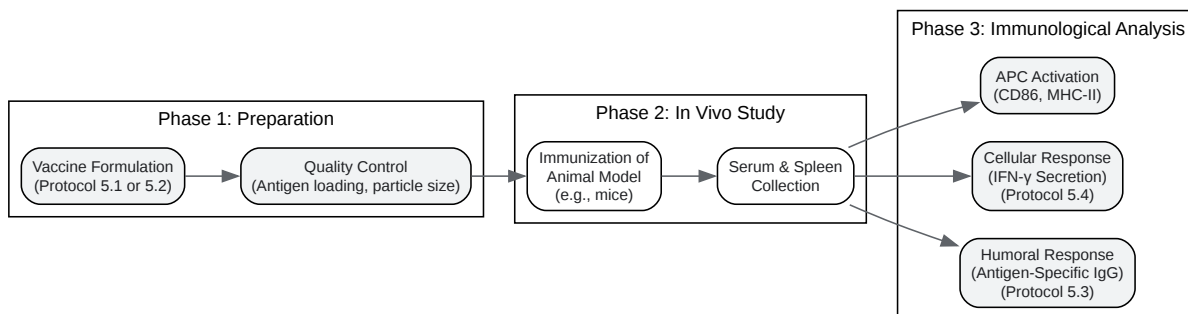 Phase 1: Preparation
Vaccine Formulation
(Protocol 5.1 or 5.2)
Quality Control
(Antigen loading, particle size)
Phase 2: In Vivo Study
Immunization of
Animal Model
(e.g., mice)
Serum & Spleen
Collection
Phase 3: Immunological Analysis
APC Activation
(CD86, MHC-II)
Cellular Response
(IFN-γ Secretion)
(Protocol 5.4)
Humoral Response
(Antigen-Specific IgG)
(Protocol 5.3)